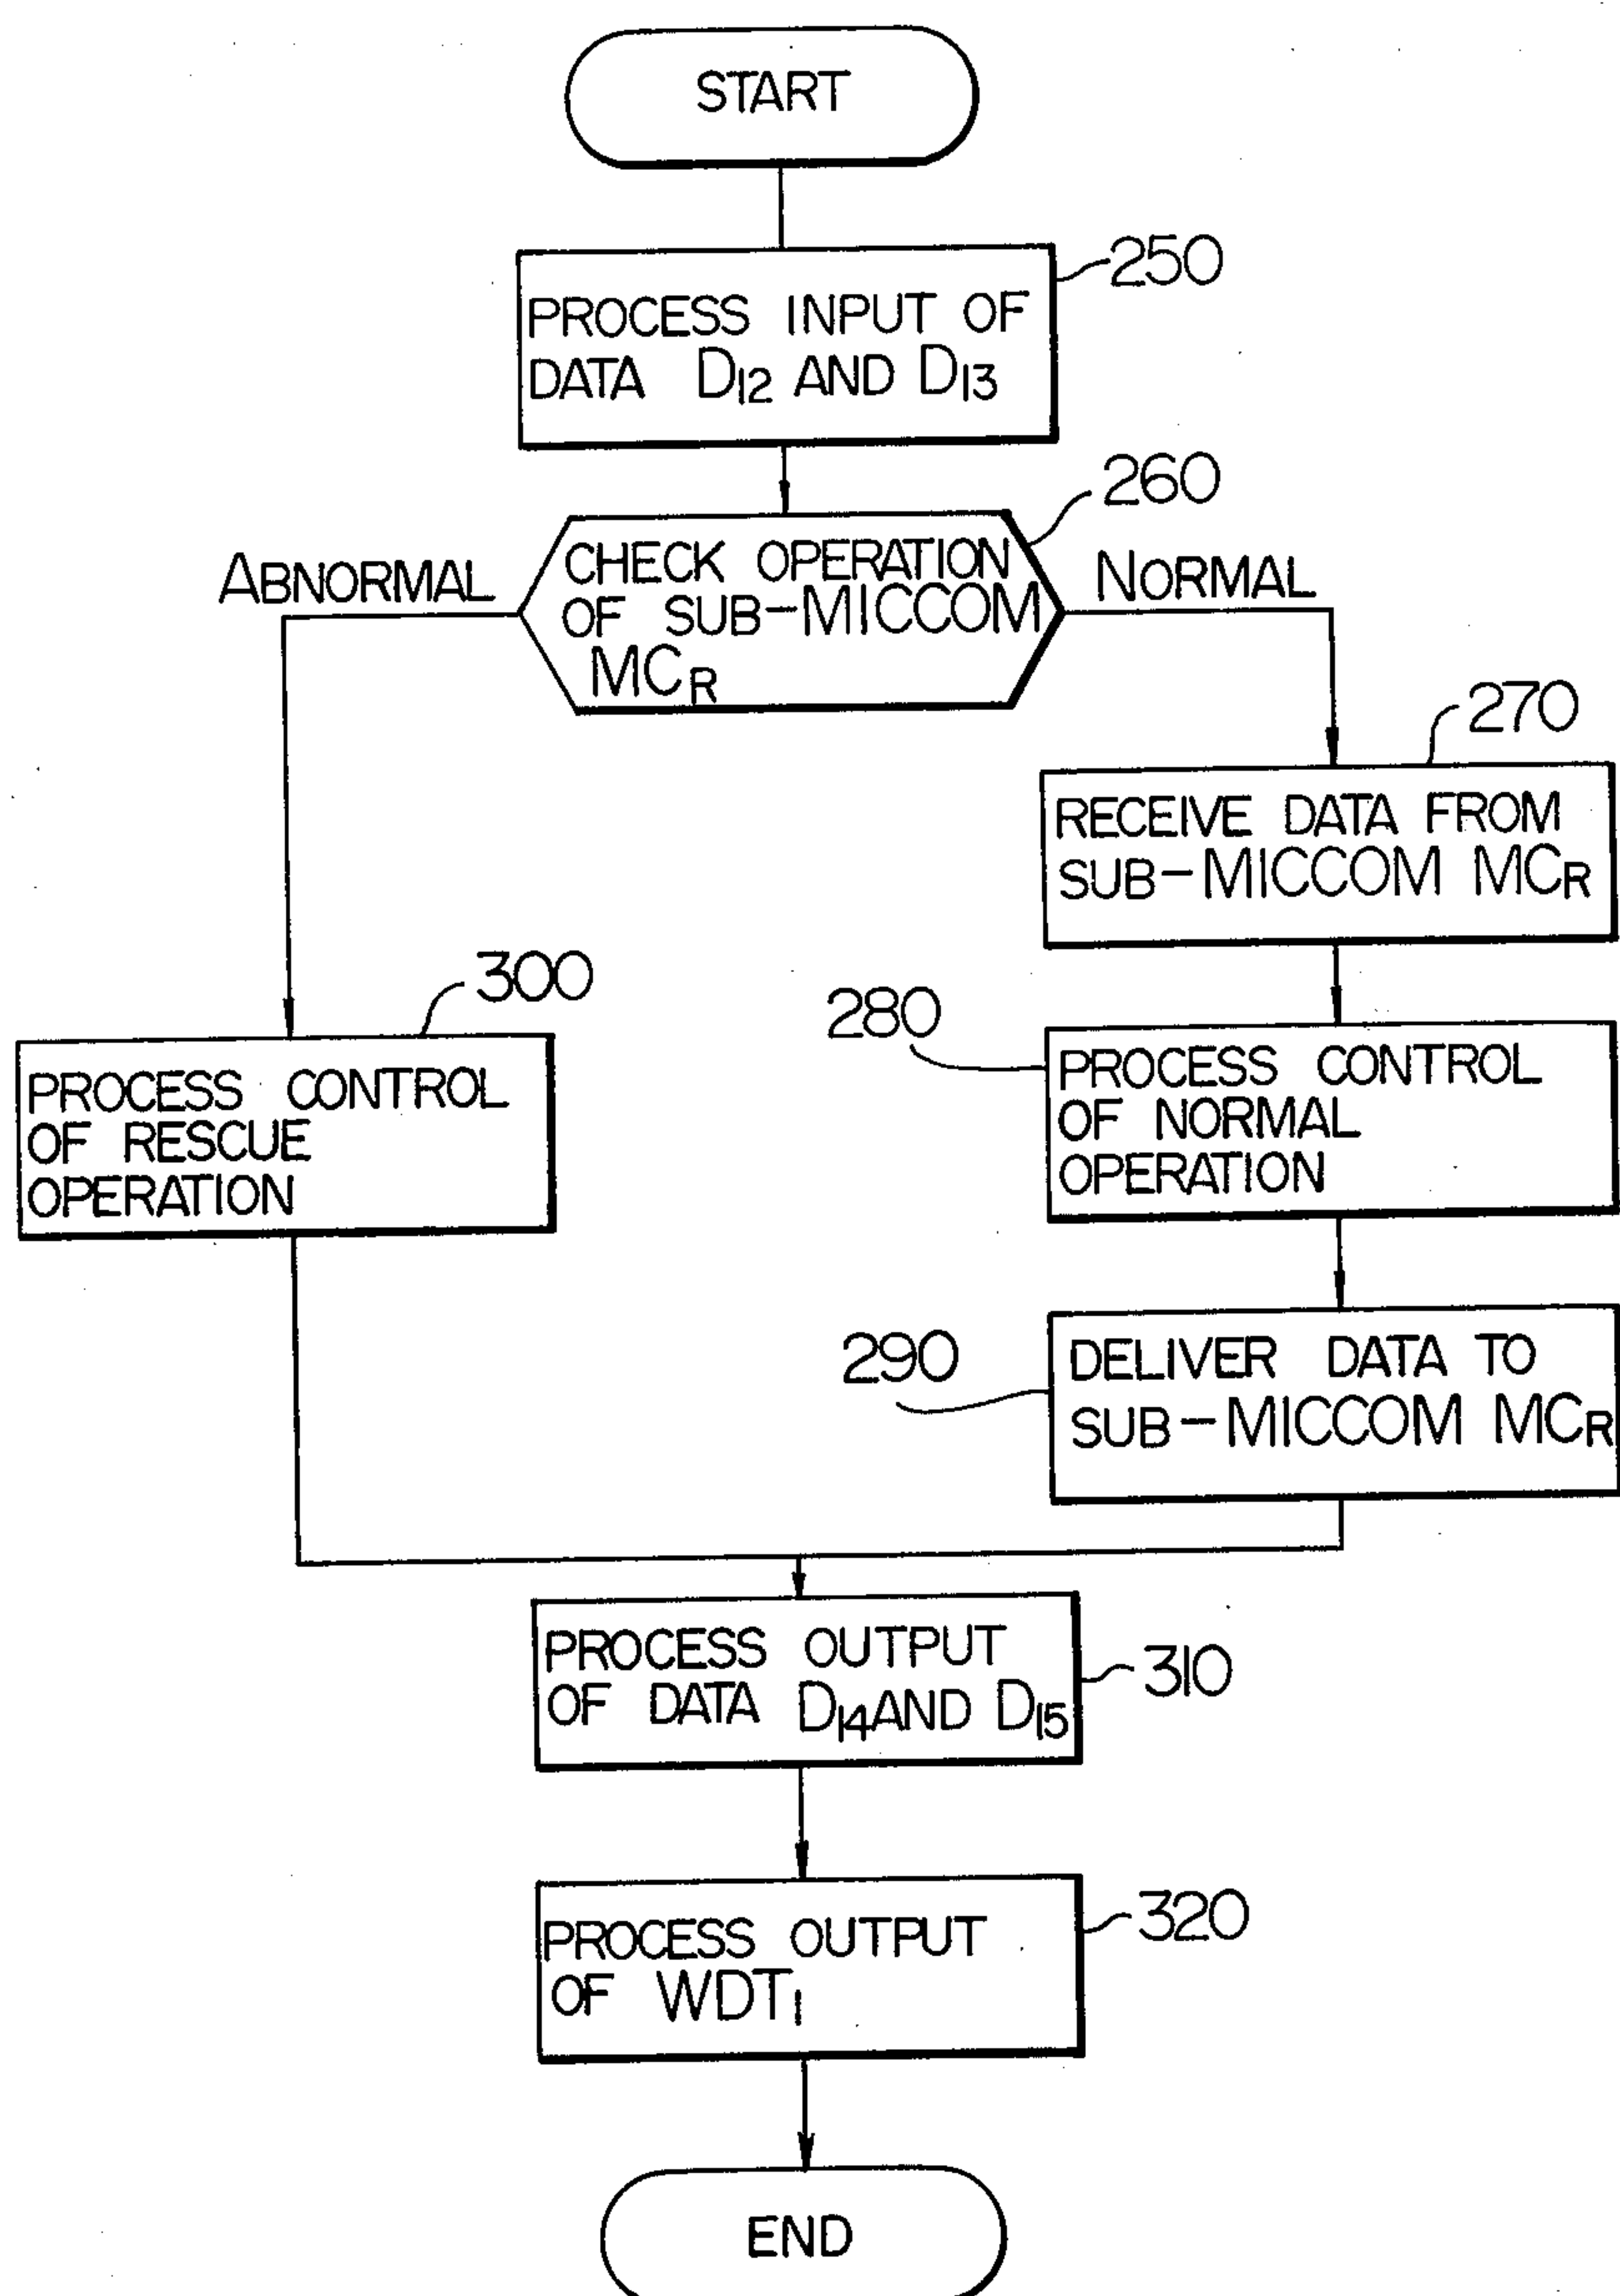 START
250
PROCESS INPUT OF
DATA D12 AND D13
260
ABNORMAL
CHECK OPERATION
OF SUB-MICCOM
MCR
NORMAL
270
RECEIVE DATA FROM
SUB-MICCOM MCR
300
PROCESS CONTROL
OF RESCUE
OPERATION
280
PROCESS CONTROL
OF NORMAL
OPERATION
290
DELIVER DATA TO
SUB-MICCOM MCR
PROCESS OUTPUT
OF DATA D14 AND D15
310
PROCESS OUTPUT
OF WDT1
320
END